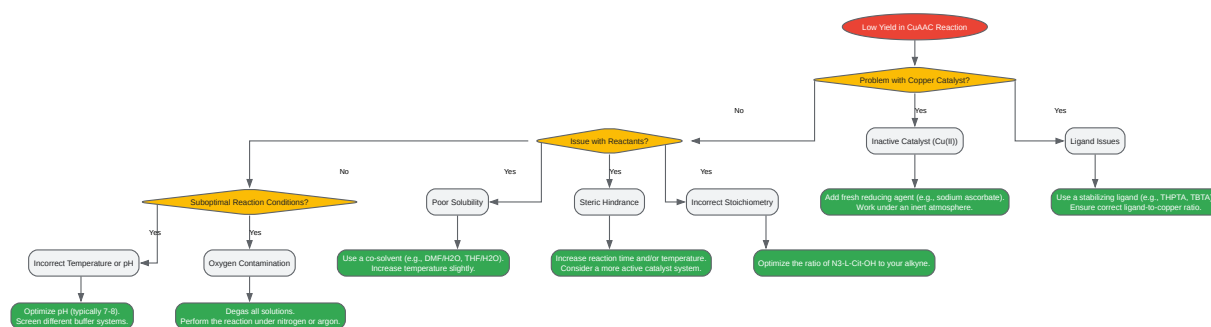 Low Yield in CuAAC Reaction
Problem with Copper Catalyst?
No
Yes
Yes
Issue with Reactants?
Inactive Catalyst (Cu(II))
Ligand Issues
No
Yes
Yes
Yes
Suboptimal Reaction Conditions?
Poor Solubility
Steric Hindrance
Incorrect Stoichiometry
Add fresh reducing agent (e.g., sodium ascorbate).
Work under an inert atmosphere.
Use a stabilizing ligand (e.g., THPTA, TBTA
Ensure correct ligand-to-copper ratio.
Yes
Yes
Incorrect Temperature or pH
Oxygen Contamination
Use a co-solvent (e.g., DMF/H2O, THF/H2O).
Increase temperature slightly.
Increase reaction time and/or temperature.
Consider a more active catalyst system.
Optimize the ratio of N3-L-Cit-OH to your alkyne.
Optimize pH (typically 7-8).
Screen different buffer systems.
Degas all solutions.
Perform the reaction under nitrogen or argon.